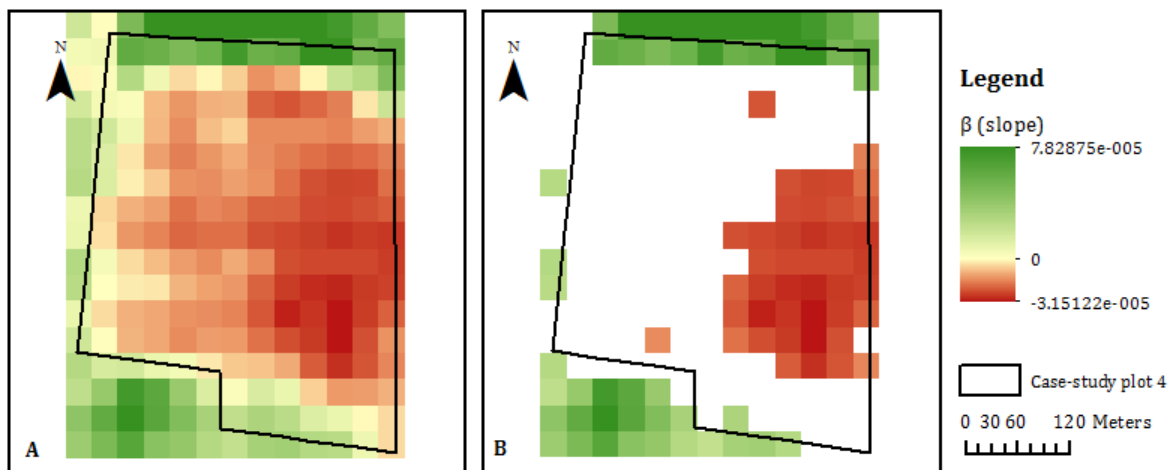 N
A
N
B
Legend
β (slope)
7.82875e-005
0
-3.15122e-005
Case-study plot 4
0 30 60 120 Meters